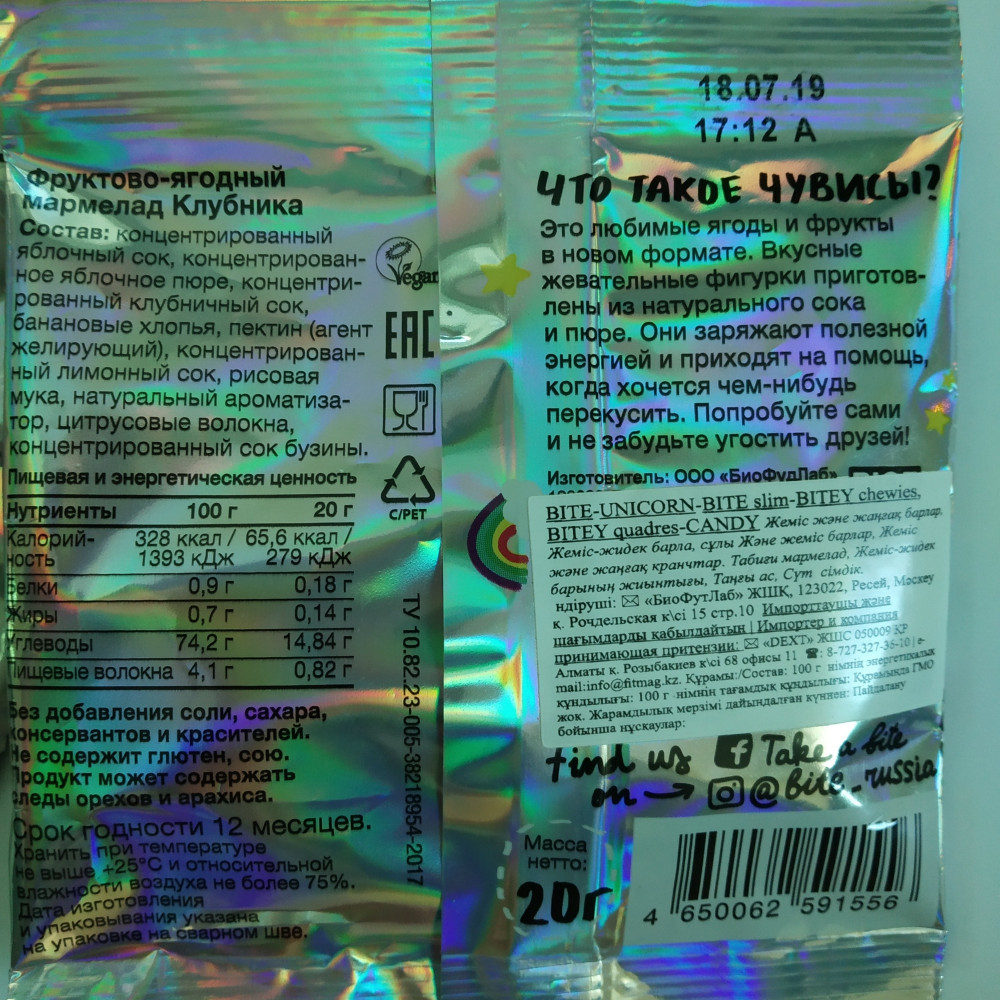 Фруктово-ягодный
мармелад Клубника
Состав: концентрированный
яблочный сок, концентрирован-
ное яблочное пюре, концентри-
рованный клубничный сок,
банановые хлопья, пектин (агент
желирующий), концентрирован-
ный лимонный сок, рисовая
мука, натуральный ароматиза-
тор, цитрусовые волокна,
концентрированный сок бузины.
Пищевая и энергетическая ценность
Нутриенты 100 г 20 г
Калорий- 328 ккал / 65,6 ккал /
ность 1393 кДж 279 кДж
Белки 0,9 г 0,18 г
Жиры 0,7 г 0,14 г
Углеводы 74,2 г 14,84 г
Пищевые волокна 4,1 г 0,82 г
Без добавления соли, сахара,
консервантов и красителей.
Не содержит глютен, сою.
Продукт может содержать
следы орехов и арахиса.
Срок годности 12 месяцев.
Хранить при температуре
не выше +25°С и относительной
влажности воздуха не более 75%.
Дата изготовления
и упаковывания указана
на упаковке на сварном шве.
Vegan
EAC
C/PET
ТУ 10.82.23-005-38218954-2017
18.07.19
17:12 A
ЧТО ТАКОЕ ЧУВИСЫ?
Это любимые ягоды и фрукты
в новом формате. Вкусные
жевательные фигурки приготов-
лены из натурального сока
и пюре. Они заряжают полезной
энергией и приходят на помощь,
когда хочется чем-нибудь
перекусить. Попробуйте сами
и не забудьте угостить друзей!
Изготовитель: ООО «БиоФудЛаб»
BITE-UNICORN-BITE slim-BITEY chewies,
BITEY quadres-CANDY Жеміс және жаңғақ барлар,
Жеміс-жидек барла, сұлы Және жеміс барлар, Жеміс
және жаңғақ кранчтар. Табиғи мармелад, Жеміс-жидек
барының жиынтығы, Таңғы ас, Сүт сімдік.
ндіруші: «БиоФутЛаб» ЖШҚ, 123022, Ресей, Мәскеу
қ. Рочдельская к\сі 15 стр.10 Импорттаушы және
шағымдарды қабылдайтын | Импортер и компания
принимающая притензии: «DEXT» ЖШС 050009 ҚР
Алматы қ. Розыбакиев к\сі 68 офисы 11 : 8-727-327-36-10 | e-
mail:info@fitmag.kz. Құрамы:/Состав: 100 г німнің энергетикалық
құндылығы: 100 г німнің тағамдық құндылығы: Құрамында ГМО
жоқ. Жарамдылық мерзімі дайындалған күннен: Пайдалану
бойынша нұсқаулар:
find us Take a bite
on → @bite_russia
Масса
нетто:
20г
4 650062 591556